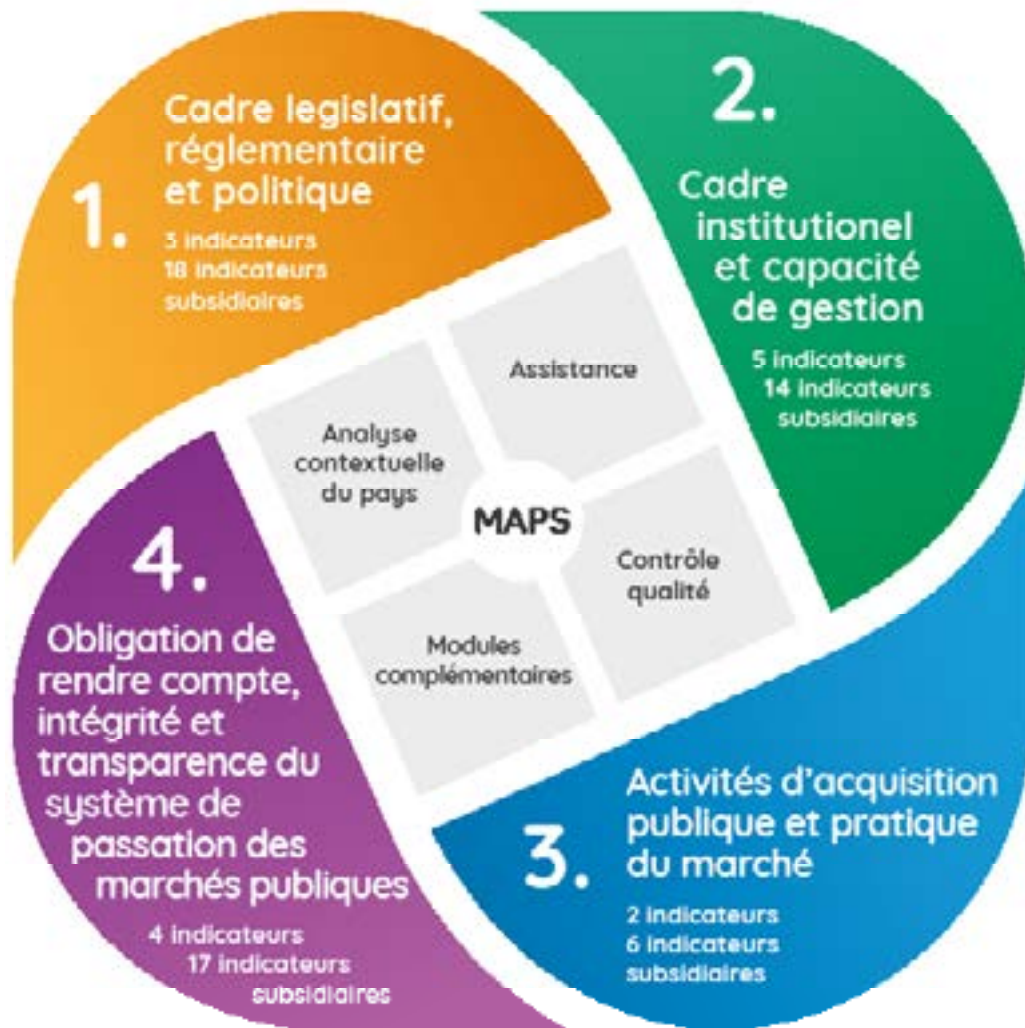 1.
Cadre legislatif,
réglementaire
et politique
3 indicateurs
18 indicateurs
subsidiaires
2.
Cadre
institutionel
et capacité
de gestion
5 indicateurs
14 indicateurs
subsidiaires
Assistance
Analyse
contextuelle
du pays
MAPS
Contrôle
qualité
Modules
complémentaires
4.
Obligation de
rendre compte,
intégrité et
transparence du
système de
passation des
marchés publiques
4 indicateurs
17 indicateurs
subsidiaires
3.
Activités d'acquisition
publique et pratique
du marché
2 indicateurs
6 indicateurs
subsidiaires